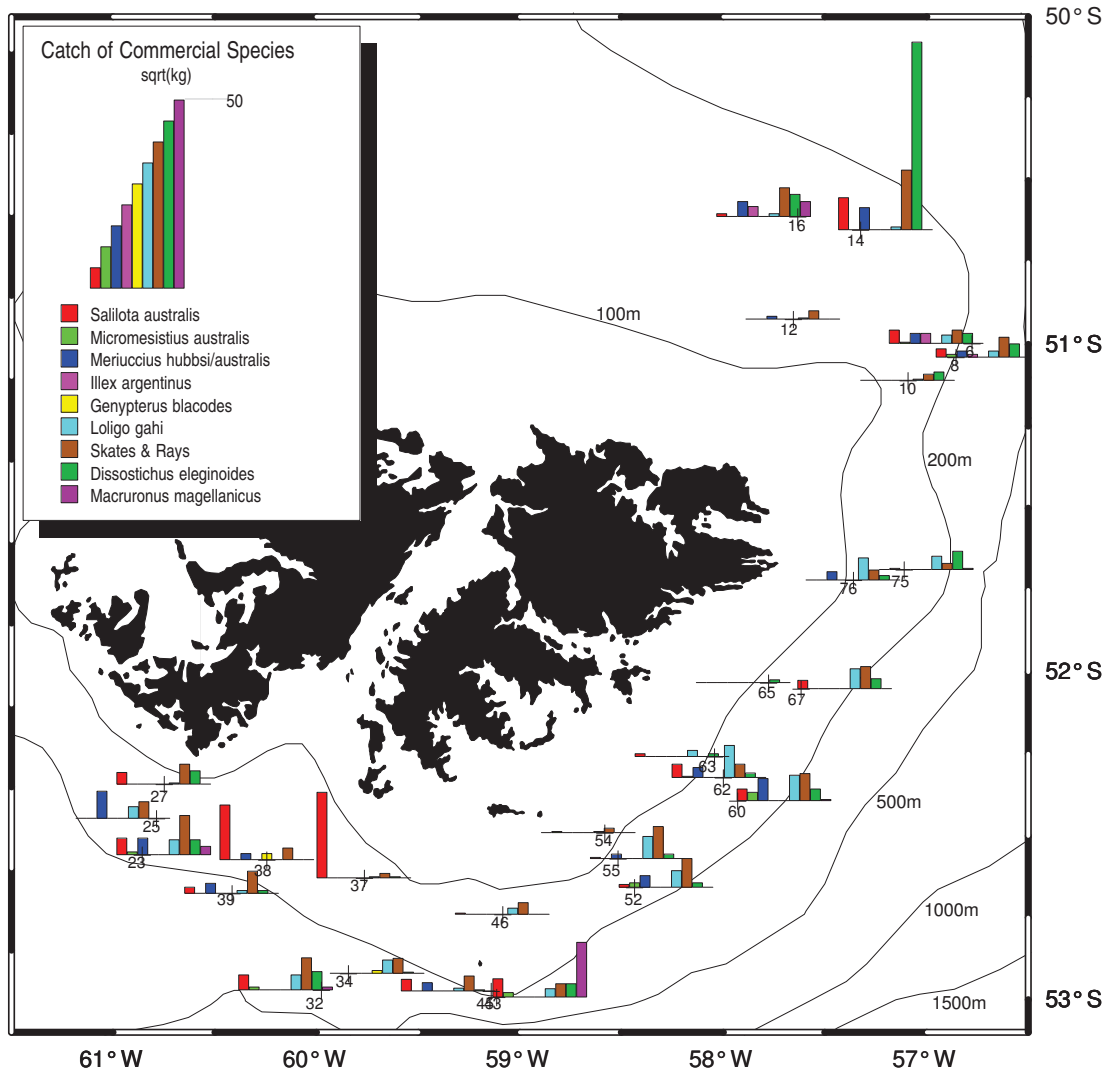 50°S
Catch of Commercial Species
sqrt(kg)
50
Salilota australis
Micromesistius australis
Meriuccius hubbsi/australis
Illex argentinus
Genypterus blacodes
Loligo gahi
Skates & Rays
Dissostichus eleginoides
Macruronus magellanicus
16
14
100m
12
51°S
6
8
10
200m
76
75
52°S
65
67
63
62
60
500m
27
25
23
38
37
39
54
55
52
46
1000m
34
32
45
43
1500m
53°S
61°W
60°W
59°W
58°W
57°W